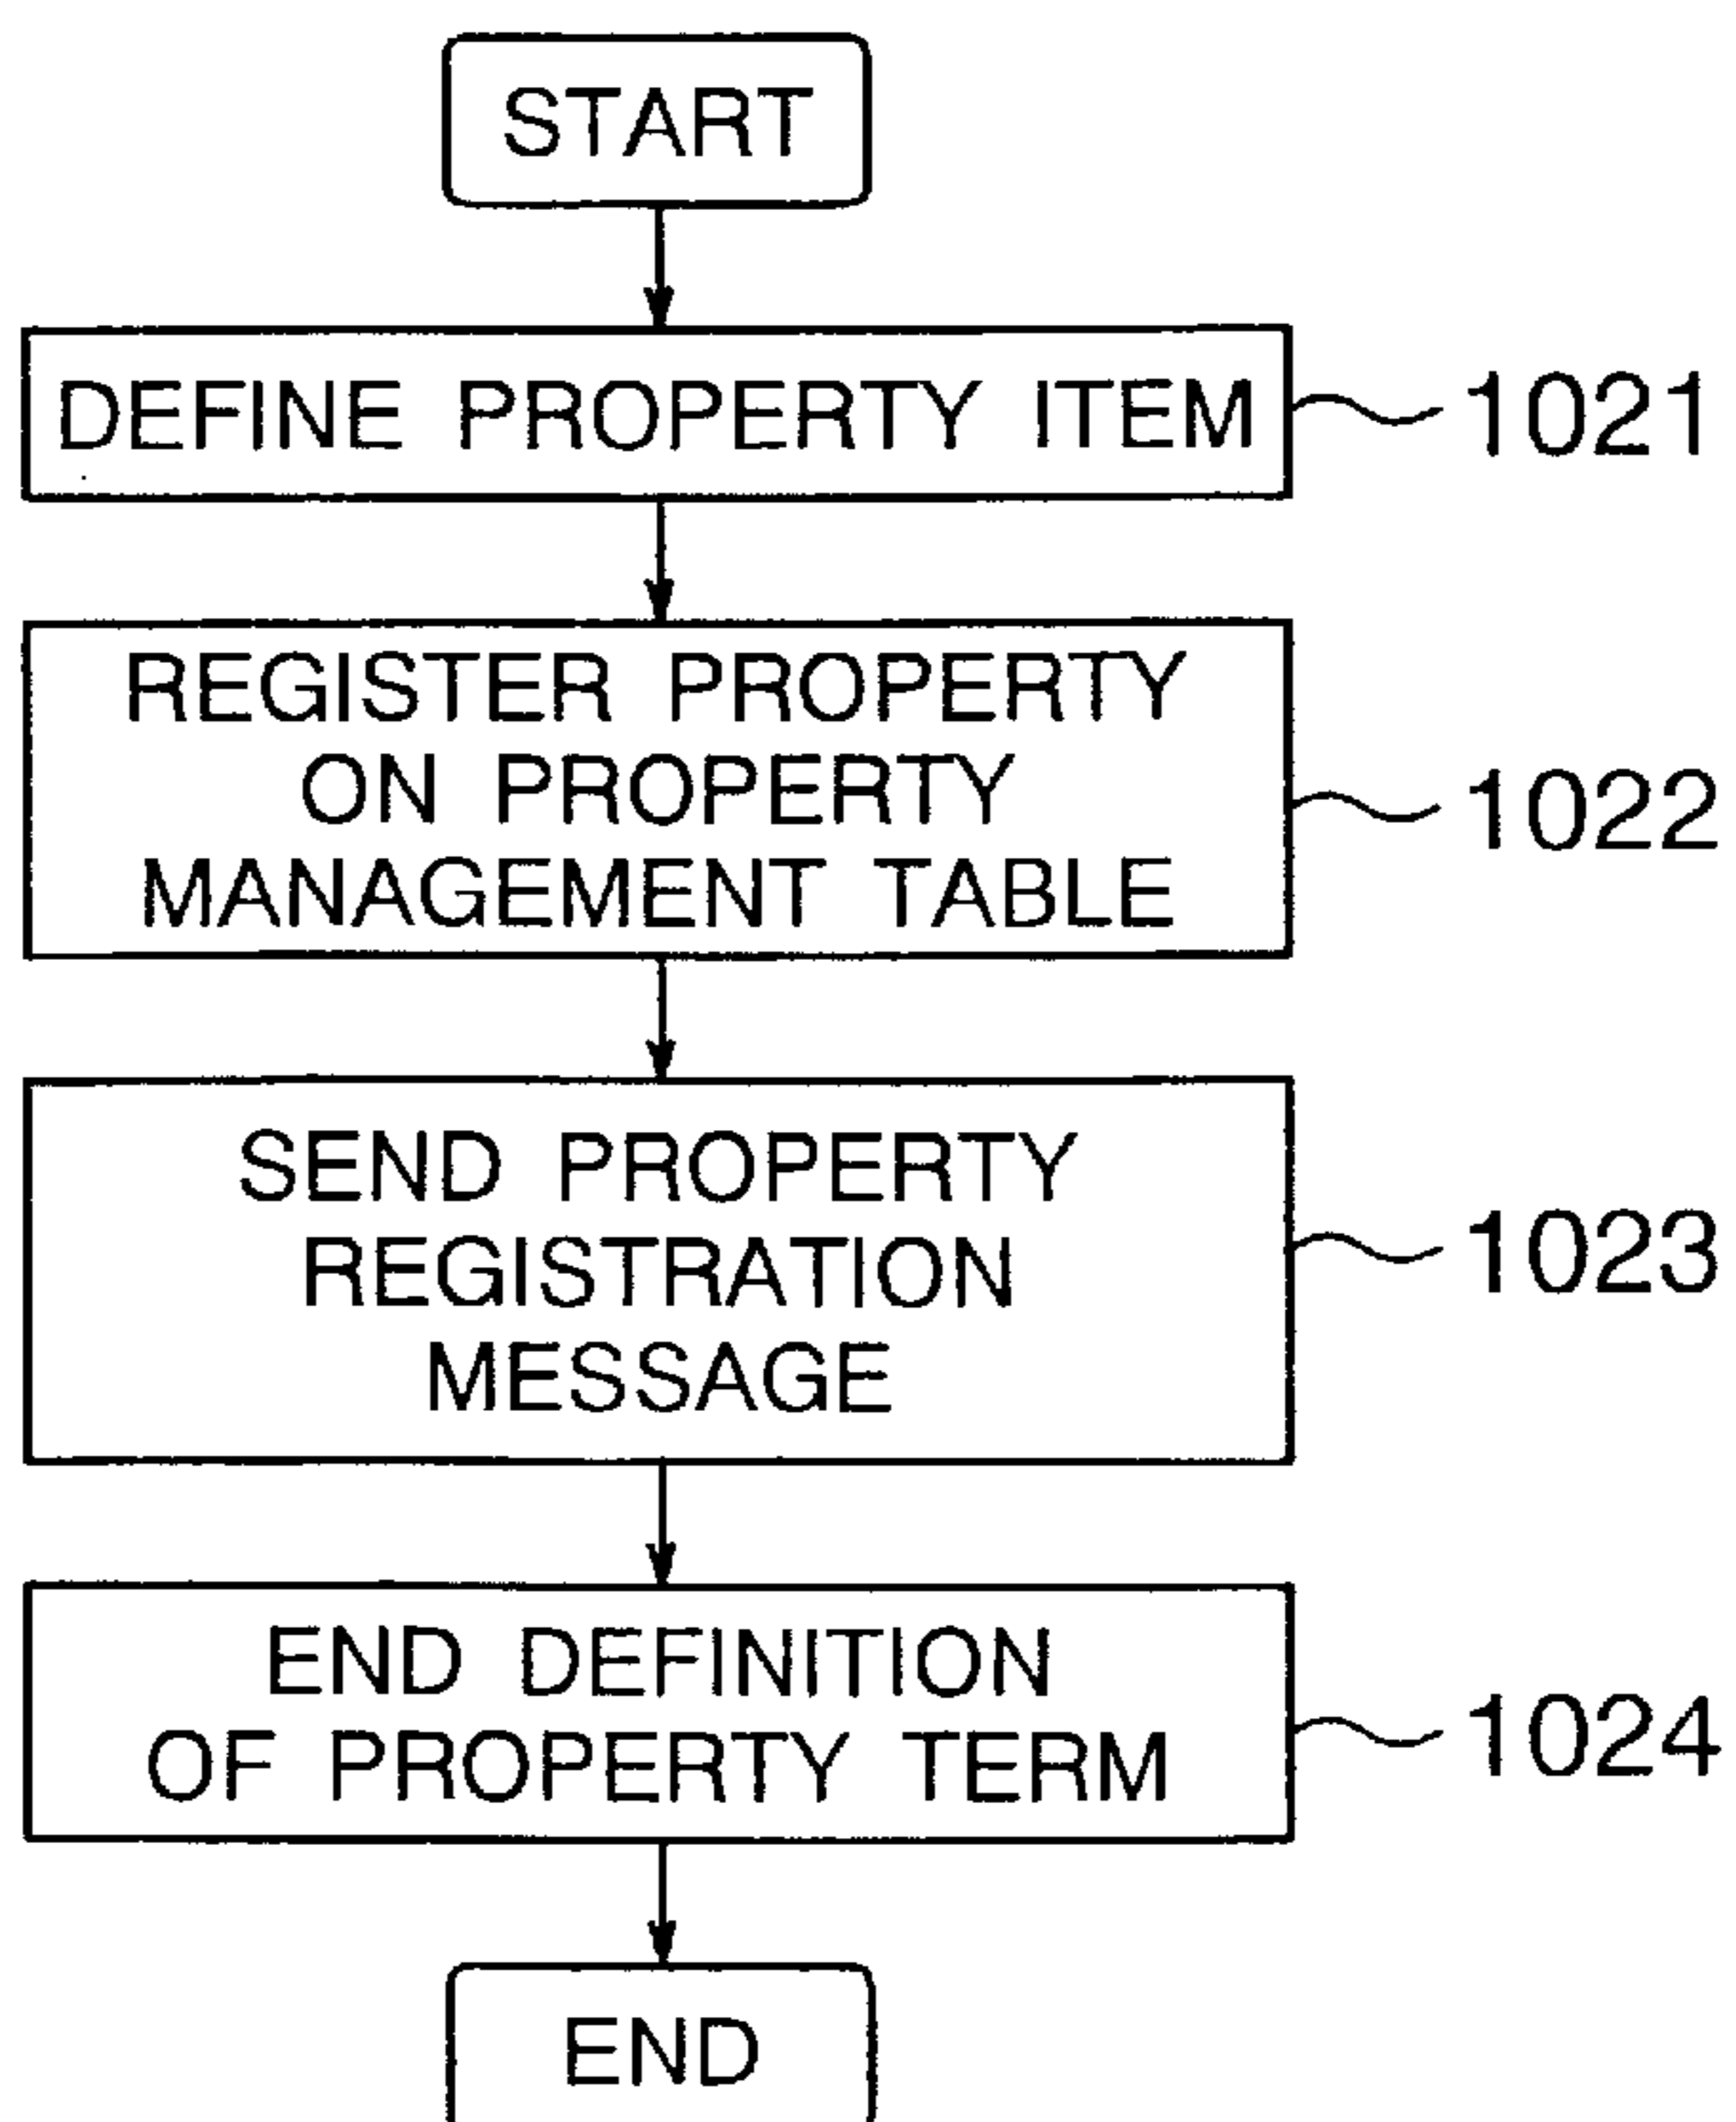 START
DEFINE PROPERTY ITEM
1021
REGISTER PROPERTY
ON PROPERTY
MANAGEMENT TABLE
1022
SEND PROPERTY
REGISTRATION
MESSAGE
1023
END DEFINITION
OF PROPERTY TERM
1024
END